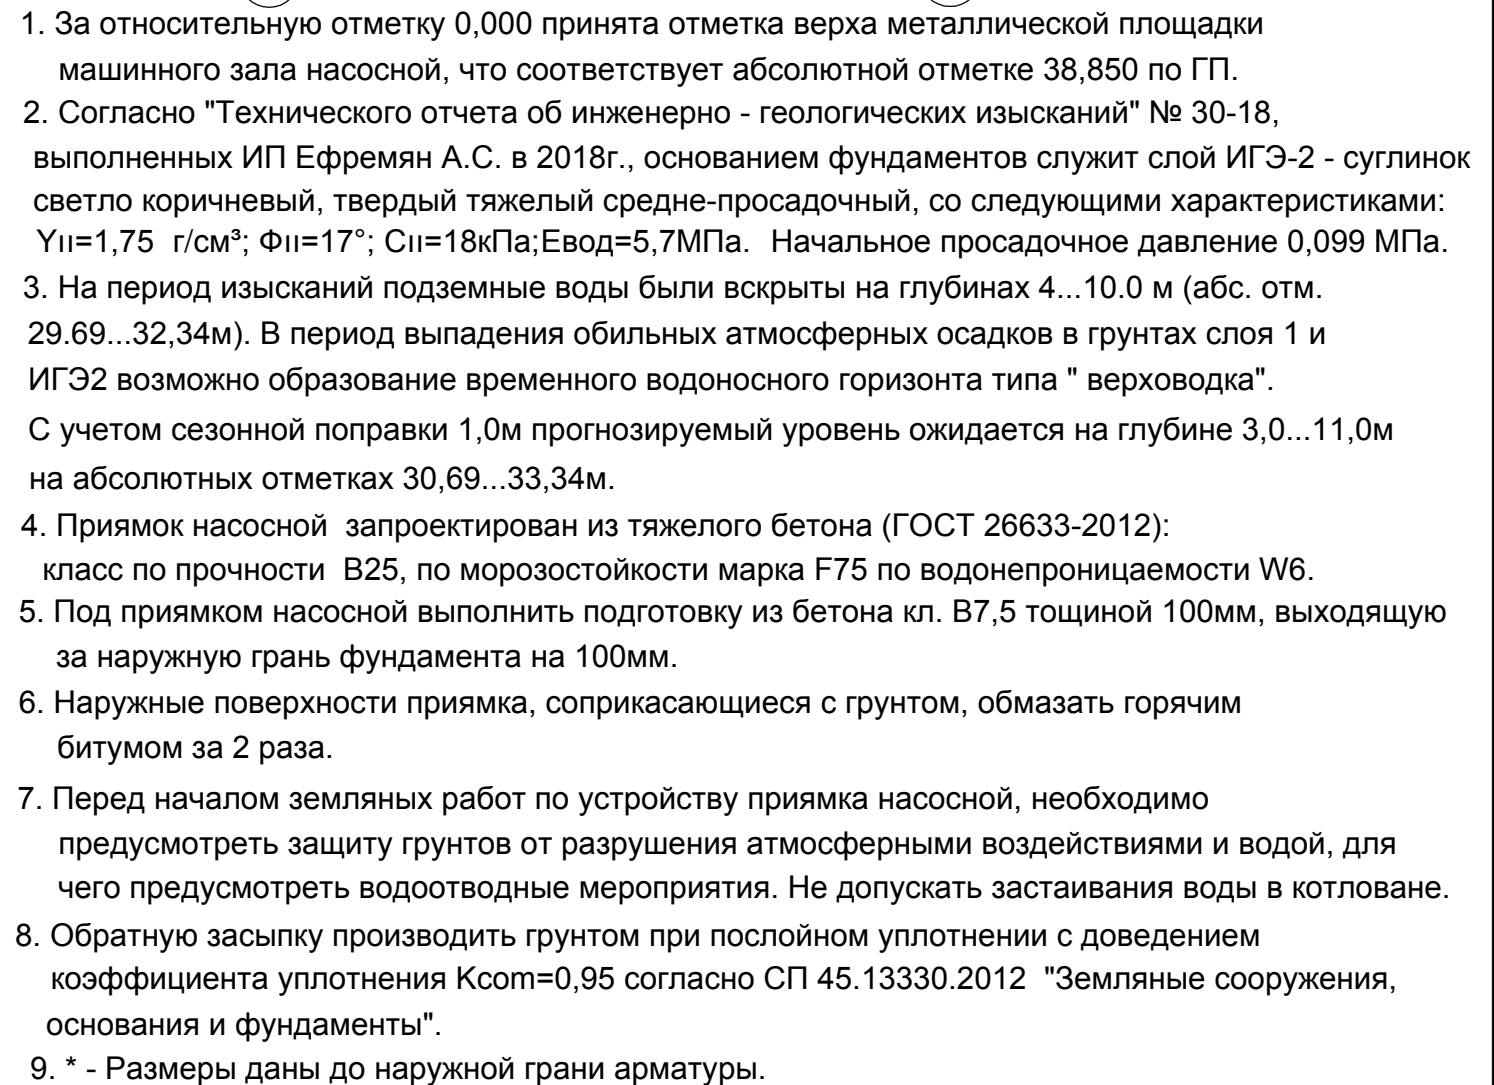 1. За относительную отметку 0,000 принята отметка верха металлической площадки
машинного зала насосной, что соответствует абсолютной отметке 38,850 по ГП.
2. Согласно "Технического отчета об инженерно - геологических изысканий" № 30-18,
выполненных ИП Ефремян А.С. в 2018г., основанием фундаментов служит слой ИГЭ-2 - суглинок
светло коричневый, твердый тяжелый средне-просадочный, со следующими характеристиками:
Yıı=1,75 г/см³; Фıı=17°; Сıı=18кПа;Евод=5,7МПа. Начальное просадочное давление 0,099 МПа.
3. На период изысканий подземные воды были вскрыты на глубинах 4...10.0 м (абс. отм.
29.69...32,34м). В период выпадения обильных атмосферных осадков в грунтах слоя 1 и
ИГЭ2 возможно образование временного водоносного горизонта типа " верховодка".
С учетом сезонной поправки 1,0м прогнозируемый уровень ожидается на глубине 3,0...11,0м
на абсолютных отметках 30,69...33,34м.
4. Приямок насосной запроектирован из тяжелого бетона (ГОСТ 26633-2012):
класс по прочности В25, по морозостойкости марка F75 по водонепроницаемости W6.
5. Под приямком насосной выполнить подготовку из бетона кл. В7,5 тощиной 100мм, выходящую
за наружную грань фундамента на 100мм.
6. Наружные поверхности приямка, соприкасающиеся с грунтом, обмазать горячим
битумом за 2 раза.
7. Перед началом земляных работ по устройству приямка насосной, необходимо
предусмотреть защиту грунтов от разрушения атмосферными воздействиями и водой, для
чего предусмотреть водоотводные мероприятия. Не допускать застаивания воды в котловане.
8. Обратную засыпку производить грунтом при послойном уплотнении с доведением
коэффициента уплотнения Kcom=0,95 согласно СП 45.13330.2012 "Земляные сооружения,
основания и фундаменты".
9. * - Размеры даны до наружной грани арматуры.